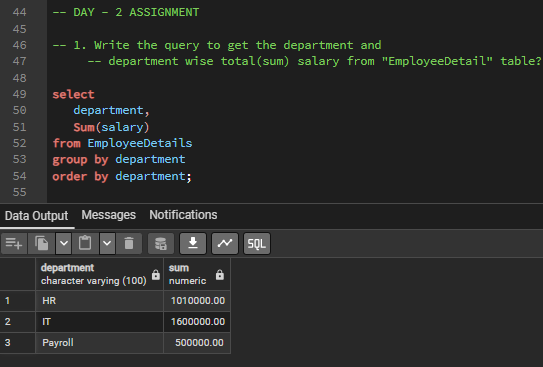 44 -- DAY - 2 ASSIGNMENT
45
46 -- 1. Write the query to get the department and
47 -- department wise total(sum) salary from "EmployeeDetail" table?
48
49 select
50 department,
51 Sum(salary)
52 from EmployeeDetails
53 group by department
54 order by department;
55
Data Output Messages Notifications
SQL
department sum
character varying (100) numeric
1 HR 1010000.00
2 IT 1600000.00
3 Payroll 500000.00